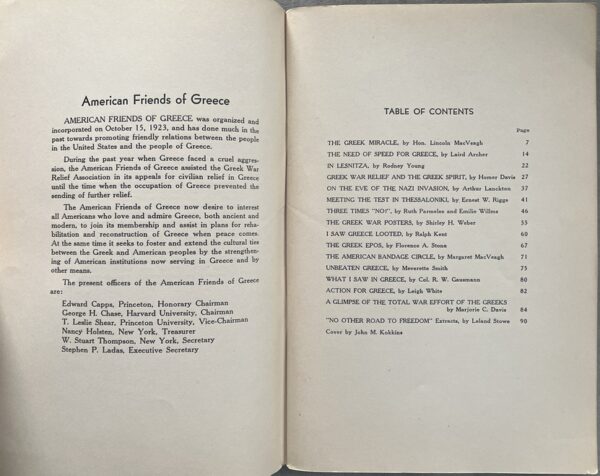 American Friends of Greece
AMERICAN FRIENDS OF GREECE was organized and
incorporated on October 15, 1923, and has done much in the
past towards promoting friendly relations between the people
in the United States and the people of Greece.
During the past year when Greece faced a cruel aggres-
sion, the American Friends of Greece assisted the Greek War
Relief Association in its appeals for civilian relief in Greece
until the time when the occupation of Greece prevented the
sending of further relief.
The American Friends of Greece now desire to interest
all Americans who love and admire Greece, both ancient and
modern, to join its membership and assist in plans for reha-
bilitation and reconstruction of Greece when peace comes.
At the same time it seeks to foster and extend the cultural ties
between the Greek and American peoples by the strengthen-
ing of American institutions now serving in Greece and by
other means.
The present officers of the American Friends of Greece
are:
Edward Capps, Princeton, Honorary Chairman
George H. Chase, Harvard University, Chairman
T. Leslie Shear, Princeton University, Vice-Chairman
Nancy Holsten, New York, Treasurer
W. Stuart Thompson, New York, Secretary
Stephen P. Ladas, Executive Secretary
TABLE OF CONTENTS
Page
THE GREEK MIRACLE, by Hon. Lincoln MacVeagh 7
THE NEED OF SPEED FOR GREECE, by Laird Archer 14
IN LESNITZA, by Rodney Young 22
GREEK WAR RELIEF AND THE GREEK SPIRIT, by Homer Davis 27
ON THE EVE OF THE NAZI INVASION, by Arthur Lanckton 37
MEETING THE TEST IN THESSALONIKI, by Ernest W. Riggs 41
THREE TIMES "NO!", by Ruth Parmelee and Emilie Willms 46
THE GREEK WAR POSTERS, by Shirley H. Weber 55
I SAW GREECE LOOTED, by Ralph Kent 60
THE GREEK EPOS, by Florence A. Stone 67
THE AMERICAN BANDAGE CIRCLE, by Margaret MacVeagh 71
UNBEATEN GREECE, by Meverette Smith 75
WHAT I SAW IN GREECE, by Col. R. W. Gausmann 80
ACTION FOR GREECE, by Leigh White 82
A GLIMPSE OF THE TOTAL WAR EFFORT OF THE GREEKS
by Marjorie C. Davis 84
"NO OTHER ROAD TO FREEDOM" Extracts, by Leland Stowe 90
Cover by John M. Kokkins